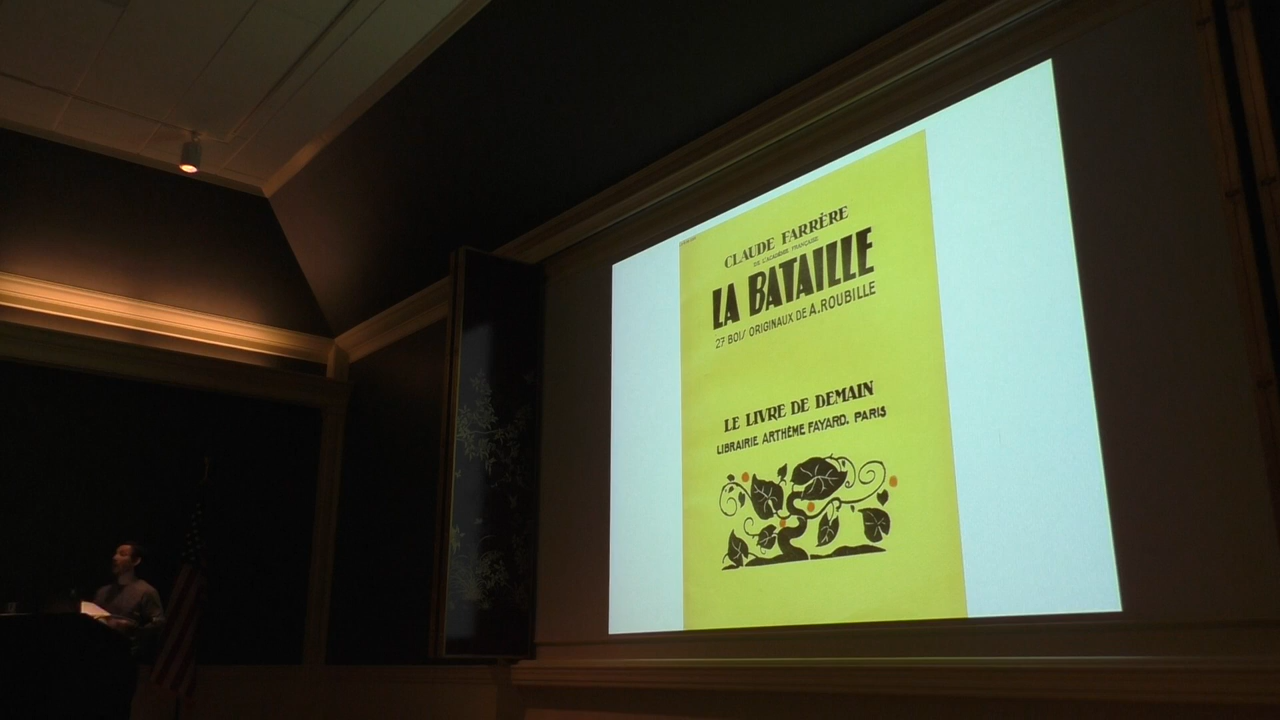 CLAUDE FARRÈRE
DE L'ACADÉMIE FRANÇAISE
LA BATAILLE
27 BOIS ORIGINAUX DE A. ROUBILLE
LE LIVRE DE DEMAIN
LIBRAIRIE ARTHÈME FAYARD. PARIS